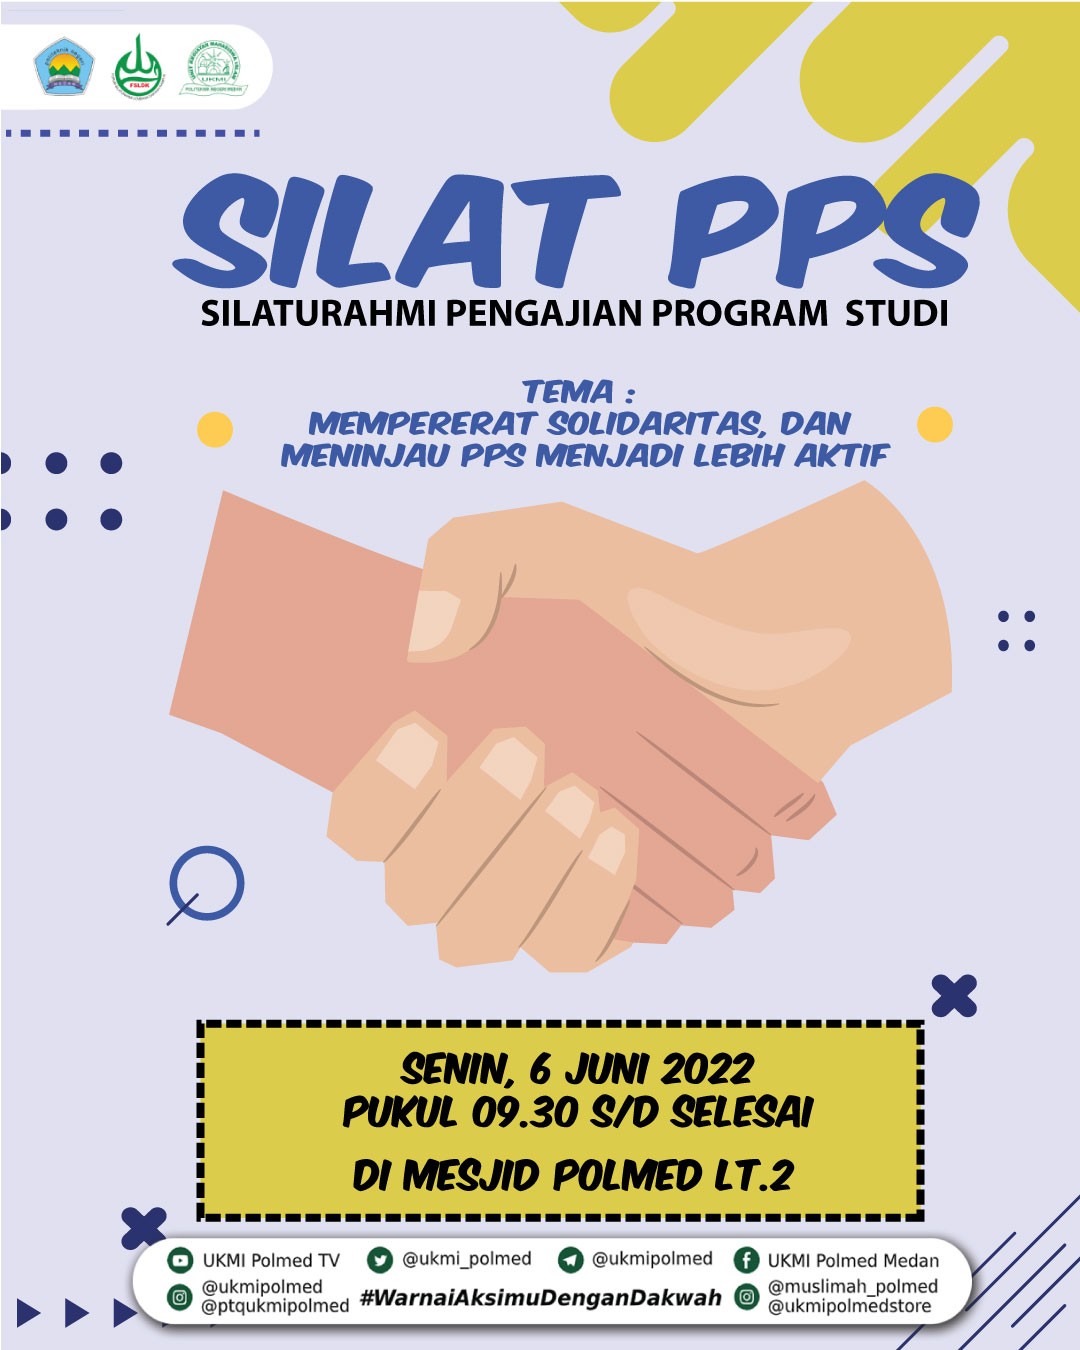 FSLDK
UKMI
SILAT PPS
SILATURAHMI PENGAJIAN PROGRAM STUDI
TEMA :
MEMPERERAT SOLIDARITAS, DAN
MENINJAU PPS MENJADI LEBIH AKTIF
SENIN, 6 JUNI 2022
PUKUL 09.30 S/D SELESAI
DI MESJID POLMED LT.2
UKMI Polmed TV
@ukmi_polmed
@ukmipolmed
UKMI Polmed Medan
@ukmipolmed
@ptqukmipolmed
#WarnaiAksimuDenganDakwah
@muslimah_polmed
@ukmipolmedstore